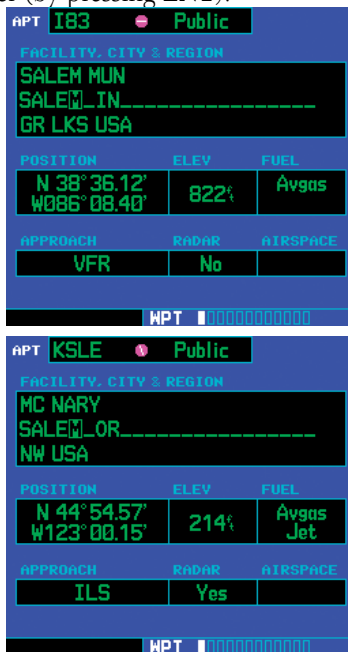 r (by pressing ENT).
APT I83 Public
FACILITY, CITY & REGION
SALEM MUN
SALEM_IN__________________
GR LKS USA
POSITION ELEV FUEL
N 38°36.12' 822ft Avgas
W086°08.40'
APPROACH RADAR AIRSPACE
VFR No
WPT
APT KSLE Public
FACILITY, CITY & REGION
MC NARY
SALEM_OR__________________
NW USA
POSITION ELEV FUEL
N 44°54.57' 214ft Avgas
W123°00.15' Jet
APPROACH RADAR AIRSPACE
ILS Yes
WPT